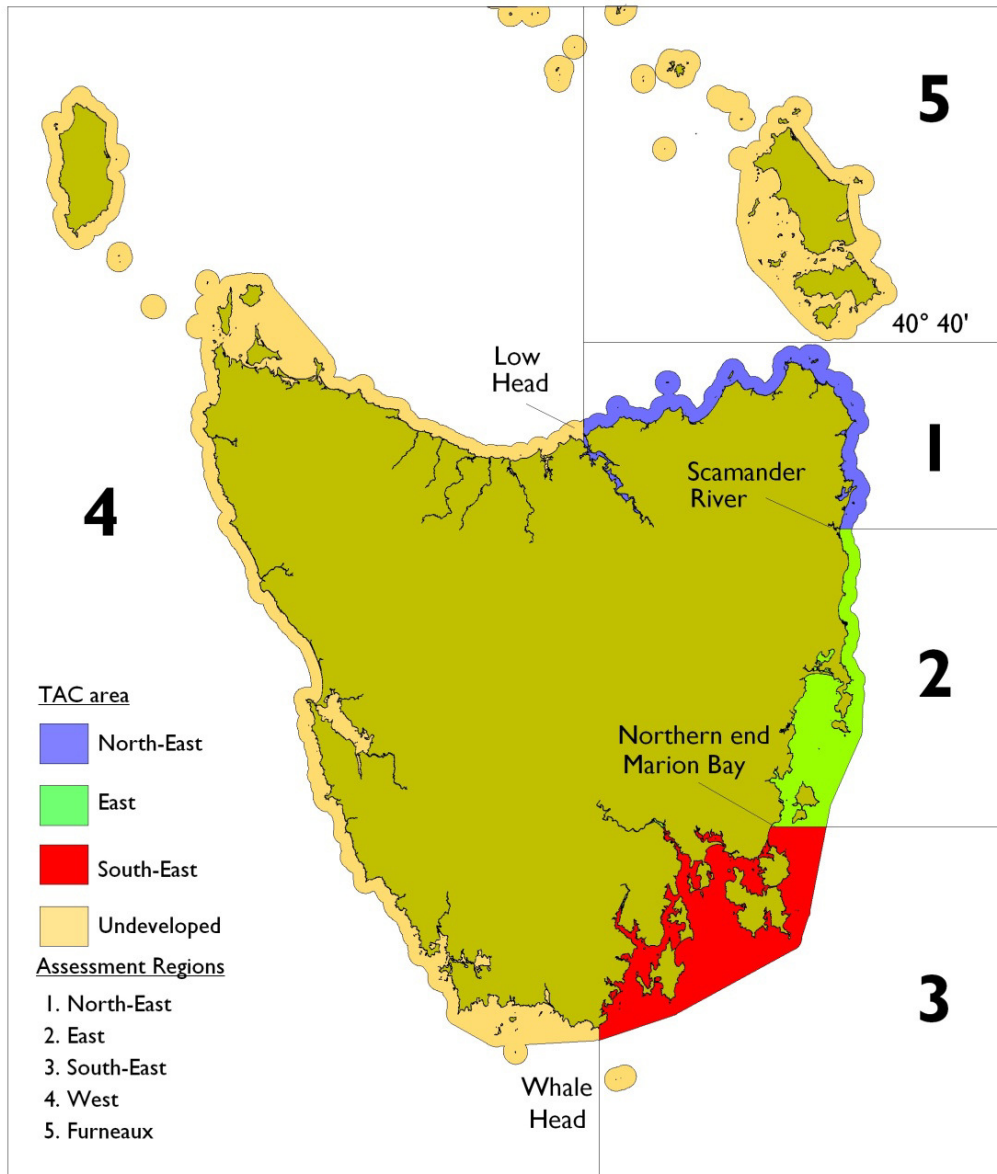 5
40° 40'
Low
Head
1
Scamander
River
4
2
TAC area
North-East
Northern end
Marion Bay
East
South-East
Undeveloped
Assessment Regions
1. North-East
2. East
3. South-East
4. West
5. Furneaux
3
Whale
Head